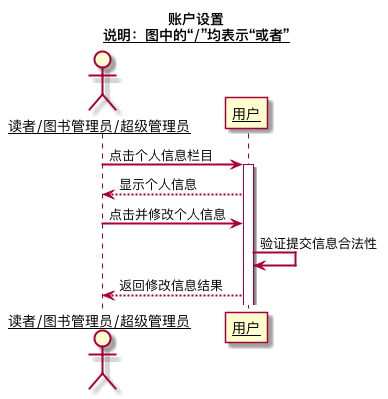 账户设置
说明：图中的“/”均表示“或者”
读者/图书管理员/超级管理员
用户
点击个人信息栏目
显示个人信息
点击并修改个人信息
验证提交信息合法性
返回修改信息结果
读者/图书管理员/超级管理员
用户